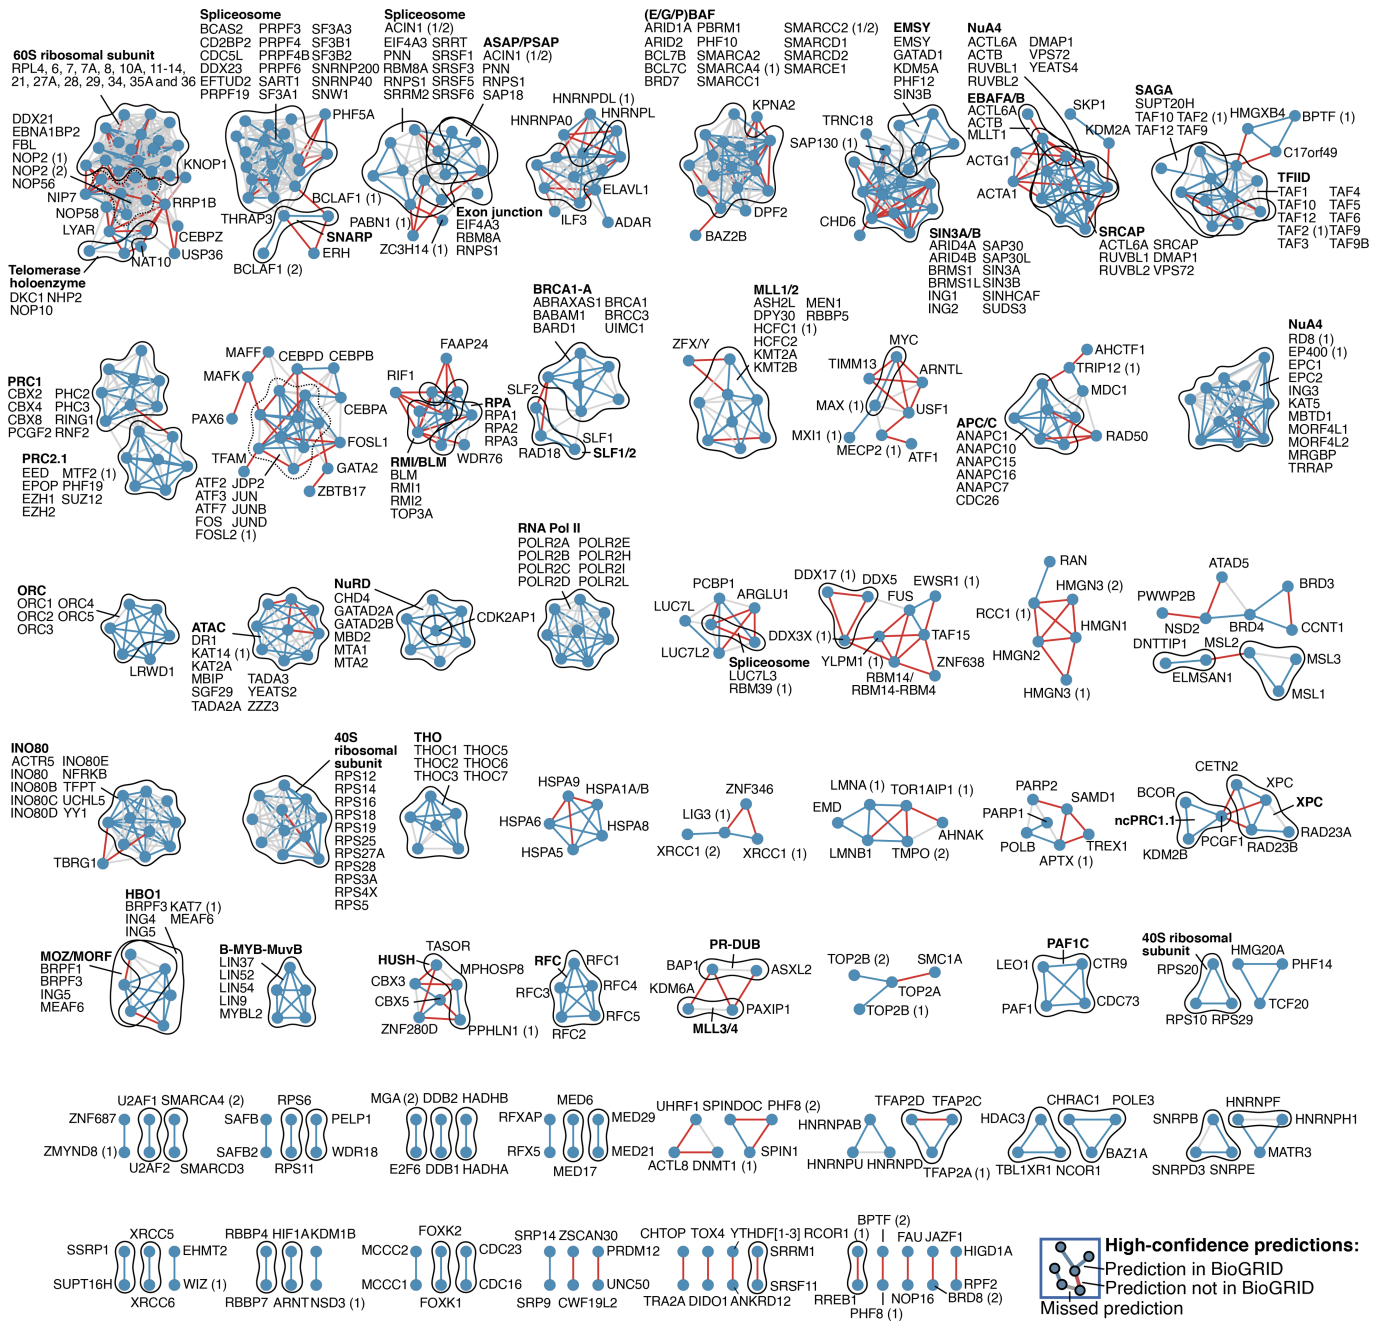 60S ribosomal subunit
RPL4, 6, 7, 7A, 8, 10A, 11-14,
21, 27A, 28, 29, 34, 35A and 36
DDX21
EBNA1BP2
FBL
NOP2 (1)
NOP2 (2)
NOP56
NIP7
NOP58
LYAR
KNOP1
RRP1B
CEBPZ
USP36
NAT10
Telomerase
holoenzyme
DKC1 NHP2
NOP10
Spliceosome
BCAS2 PRPF3 SF3A3
CD2BP2 PRPF4 SF3B1
CDC5L PRPF4B SF3B2
DDX23 PRPF6 SNRNP200
EFTUD2 SART1 SNRNP40
PRPF19 SF3A1 SNW1
PHF5A
BCLAF1 (1)
THRAP3
SNARP
ERH
BCLAF1 (2)
Spliceosome
ACIN1 (1/2)
EIF4A3 SRRT
PNN SRSF1
RBM8A SRSF3
RNPS1 SRSF5
SRRM2 SRSF6
ASAP/PSAP
ACIN1 (1/2)
PNN
RNPS1
SAP18
PABN1 (1)
ZC3H14 (1)
Exon junction
EIF4A3
RBM8A
RNPS1
HNRNPDL (1)
HNRNPL
HNRNPA0
ELAVL1
ILF3
ADAR
(E/G/P)BAF
ARID1A PBRM1 SMARCC2 (1/2)
ARID2 PHF10 SMARCD1
BCL7B SMARCA2 SMARCD2
BCL7C SMARCA4 (1) SMARCE1
BRD7 SMARCC1
KPNA2
DPF2
BAZ2B
EMSY
EMSY
GATAD1
KDM5A
PHF12
SIN3B
TRNC18
SAP130 (1)
CHD6
SIN3A/B
ARID4A SAP30
ARID4B SAP30L
BRMS1 SIN3A
BRMS1L SIN3B
ING1 SINHCAF
ING2 SUDS3
NuA4
ACTL6A DMAP1
ACTB VPS72
RUVBL1 YEATS4
RUVBL2
EBAFA/B
ACTL6A
ACTB
MLLT1
ACTG1
ACTA1
SKP1
KDM2A
SRCAP
ACTL6A SRCAP
RUVBL1 DMAP1
RUVBL2 VPS72
SAGA
SUPT20H
TAF10 TAF2 (1)
TAF12 TAF9
HMGXB4
BPTF (1)
C17orf49
TFIID
TAF1 TAF4
TAF10 TAF5
TAF12 TAF6
TAF2 (1) TAF9
TAF3 TAF9B
PRC1
CBX2 PHC2
CBX4 PHC3
CBX8 RING1
PCGF2 RNF2
PRC2.1
EED MTF2 (1)
EPOP PHF19
EZH1 SUZ12
EZH2
MAFF
CEBPD CEBPB
MAFK
PAX6
CEBPA
FOSL1
TFAM
GATA2
ZBTB17
ATF2 JDP2
ATF3 JUN
ATF7 JUNB
FOS JUND
FOSL2 (1)
FAAP24
RIF1
RPA
RPA1
RPA2
RPA3
WDR76
RMI/BLM
BLM
RMI1
RMI2
TOP3A
BRCA1-A
ABRAXAS1 BRCA1
BABAM1 BRCC3
BARD1 UIMC1
SLF2
SLF1
RAD18
SLF1/2
MLL1/2
ASH2L MEN1
DPY30 RBBP5
HCFC1 (1)
HCFC2
KMT2A
KMT2B
ZFX/Y
MYC
TIMM13
ARNTL
MAX (1)
USF1
MXI1 (1)
MECP2 (1)
ATF1
AHCTF1
TRIP12 (1)
MDC1
RAD50
APC/C
ANAPC1
ANAPC10
ANAPC15
ANAPC16
ANAPC7
CDC26
NuA4
RD8 (1)
EP400 (1)
EPC1
EPC2
ING3
KAT5
MBTD1
MORF4L1
MORF4L2
MRGBP
TRRAP
ORC
ORC1 ORC4
ORC2 ORC5
ORC3
LRWD1
ATAC
DR1
KAT14 (1)
KAT2A
MBIP TADA3
SGF29 YEATS2
TADA2A ZZZ3
NuRD
CHD4
GATAD2A
GATAD2B
MBD2
MTA1
MTA2
CDK2AP1
RNA Pol II
POLR2A POLR2E
POLR2B POLR2H
POLR2C POLR2I
POLR2D POLR2L
PCBP1
ARGLU1
LUC7L
LUC7L2
Spliceosome
LUC7L3
RBM39 (1)
DDX17 (1)
DDX5
EWSR1 (1)
FUS
DDX3X (1)
TAF15
YLPM1 (1)
ZNF638
RBM14/
RBM14-RBM4
RAN
HMGN3 (2)
RCC1 (1)
HMGN1
HMGN2
HMGN3 (1)
ATAD5
PWWP2B
BRD3
NSD2
BRD4
CCNT1
DNTTIP1
MSL2
MSL3
ELMSAN1
MSL1
INO80
ACTR5 INO80E
INO80 NFRKB
INO80B TFPT
INO80C UCHL5
INO80D YY1
TBRG1
40S
ribosomal
subunit
RPS12
RPS14
RPS16
RPS18
RPS19
RPS25
RPS27A
RPS28
RPS3A
RPS4X
RPS5
THO
THOC1 THOC5
THOC2 THOC6
THOC3 THOC7
HSPA9
HSPA1A/B
HSPA6
HSPA8
HSPA5
ZNF346
LIG3 (1)
XRCC1 (2)
XRCC1 (1)
LMNA (1)
TOR1AIP1 (1)
EMD
AHNAK
LMNB1
TMPO (2)
PARP2
SAMD1
PARP1
POLB
TREX1
APTX (1)
CETN2
BCOR
XPC
XPC
ncPRC1.1
RAD23A
PCGF1
RAD23B
KDM2B
HBO1
BRPF3 KAT7 (1)
ING4 MEAF6
ING5
MOZ/MORF
BRPF1
BRPF3
ING5
MEAF6
B-MYB-MuvB
LIN37
LIN52
LIN54
LIN9
MYBL2
TASOR
HUSH
MPHOSP8
CBX3
CBX5
ZNF280D
PPHLN1 (1)
RFC
RFC1
RFC4
RFC3
RFC5
RFC2
PR-DUB
BAP1
ASXL2
KDM6A
PAXIP1
MLL3/4
TOP2B (2)
SMC1A
TOP2A
TOP2B (1)
PAF1C
LEO1
CTR9
PAF1
CDC73
40S ribosomal
subunit
RPS20
RPS10 RPS29
HMG20A
PHF14
TCF20
U2AF1 SMARCA4 (2)
ZNF687
ZMYND8 (1)
U2AF2 SMARCD3
RPS6
SAFB
PELP1
SAFB2
WDR18
RPS11
MGA (2) DDB2 HADHB
E2F6 DDB1 HADHA
MED6
RFXAP
MED29
RFX5
MED21
MED17
UHRF1 SPINDOC PHF8 (2)
SPIN1
ACTL8 DNMT1 (1)
TFAP2D TFAP2C
HNRNPAB
HNRNPU HNRNPD
TFAP2A (1)
CHRAC1 POLE3
HDAC3
BAZ1A
TBL1XR1 NCOR1
HNRNPF
SNRPB
HNRNPH1
MATR3
SNRPD3 SNRPE
XRCC5
SSRP1
EHMT2
SUPT16H
WIZ (1)
XRCC6
RBBP4 HIF1A KDM1B
RBBP7 ARNT NSD3 (1)
FOXK2
MCCC2
CDC23
MCCC1
CDC16
FOXK1
SRP14 ZSCAN30
PRDM12
UNC50
SRP9 CWF19L2
CHTOP TOX4 YTHDF[1-3] RCOR1 (1)
SRRM1
SRSF11
TRA2A DIDO1 ANKRD12
RREB1
BPTF (2)
FAU JAZF1
HIGD1A
RPF2
BRD8 (2)
NOP16
PHF8 (1)
High-confidence predictions:
Prediction in BioGRID
Prediction not in BioGRID
Missed prediction